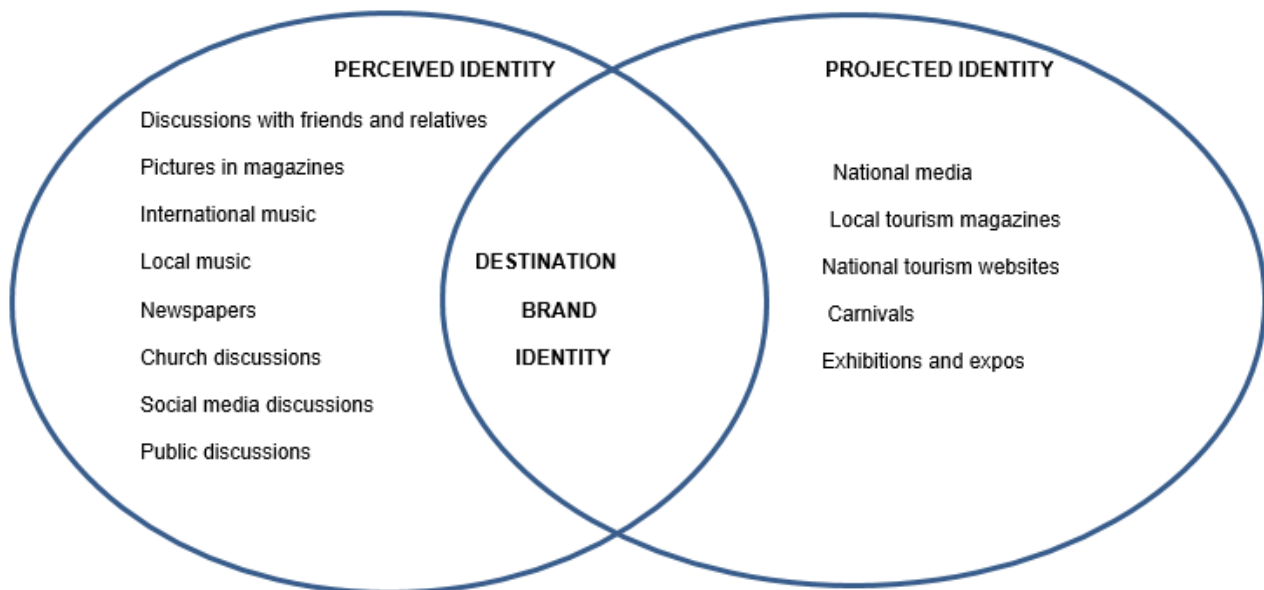 PERCEIVED IDENTITY
Discussions with friends and relatives
Pictures in magazines
International music
Local music
Newspapers
Church discussions
Social media discussions
Public discussions
DESTINATION
BRAND
IDENTITY
PROJECTED IDENTITY
National media
Local tourism magazines
National tourism websites
Carnivals
Exhibitions and expos